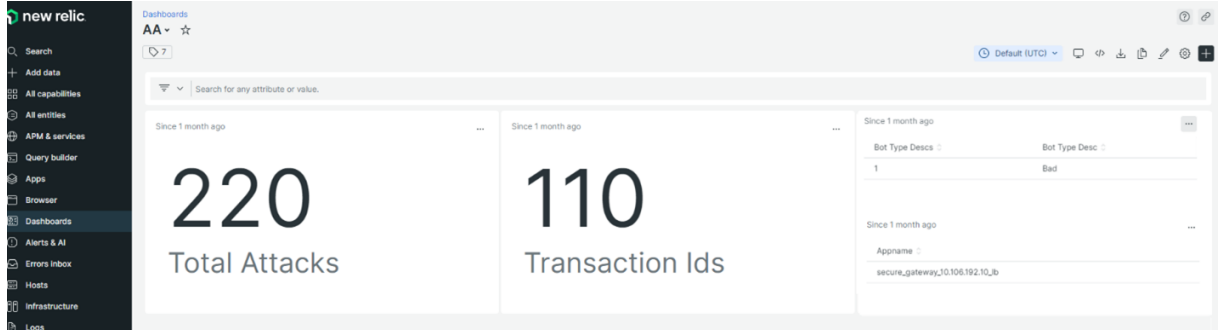 new relic.
Search
Add data
All capabilities
All entities
APM & services
Query builder
Apps
Browser
Dashboards
Alerts & AI
Errors inbox
Hosts
Infrastructure
Logs
Dashboards
AA
7
Default (UTC)
Search for any attribute or value.
Since 1 month ago
220
Total Attacks
Since 1 month ago
110
Transaction Ids
Since 1 month ago
Bot Type Descs Bot Type Desc
1 Bad
Since 1 month ago
Appname
secure_gateway_10.106.192.10_lb